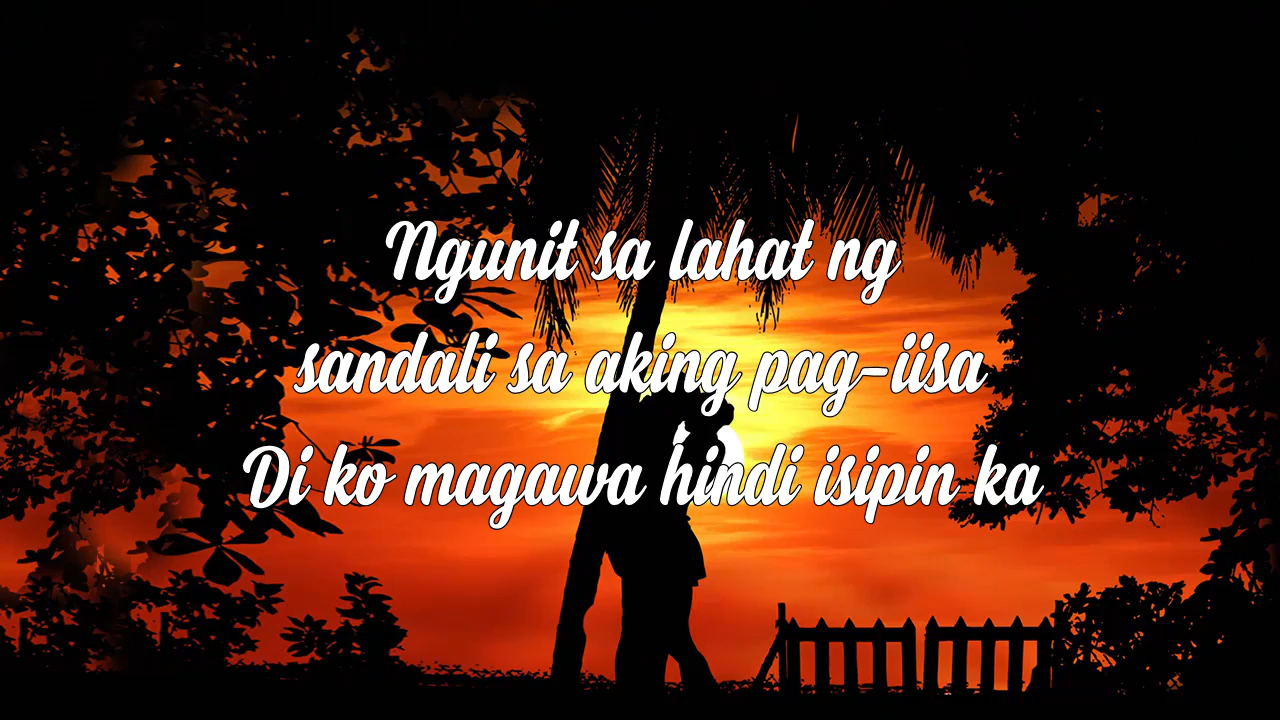 Ngunit sa lahat ng
sandali sa aking pag-iisa
Di ko magawa hindi isipin ka